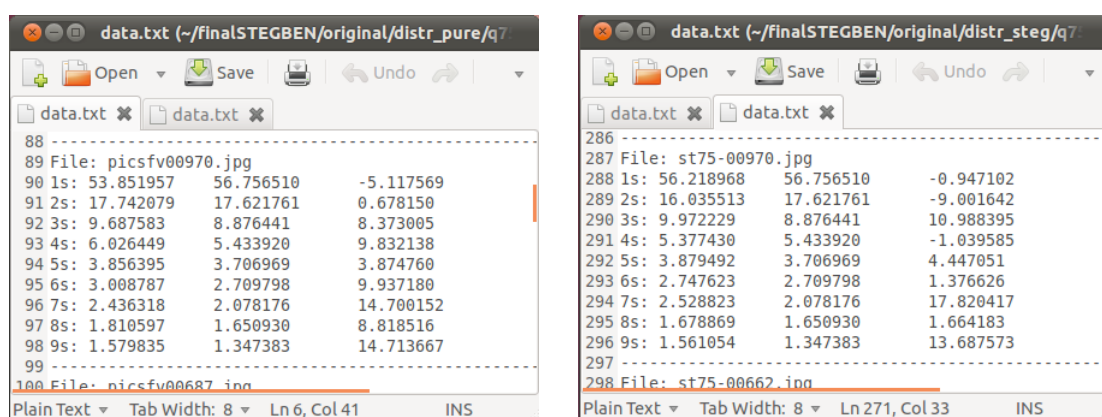 data.txt (~/finalSTEGBEN/original/distr_pure/q7
Open Save Undo
data.txt data.txt
88 ------------------------------------------------
89 File: picsfv00970.jpg
90 1s: 53.851957 56.756510 -5.117569
91 2s: 17.742079 17.621761 0.678150
92 3s: 9.687583 8.876441 8.373005
93 4s: 6.026449 5.433920 9.832138
94 5s: 3.856395 3.706969 3.874760
95 6s: 3.008787 2.709798 9.937180
96 7s: 2.436318 2.078176 14.700152
97 8s: 1.810597 1.650930 8.818516
98 9s: 1.579835 1.347383 14.713667
99 ------------------------------------------------
100 File: picsfv00687.jpg
Plain Text Tab Width: 8 Ln 6, Col 41 INS
data.txt (~/finalSTEGBEN/original/distr_steg/q7
Open Save Undo
data.txt data.txt
286 ------------------------------------------------
287 File: st75-00970.jpg
288 1s: 56.218968 56.756510 -0.947102
289 2s: 16.035513 17.621761 -9.001642
290 3s: 9.972229 8.876441 10.988395
291 4s: 5.377430 5.433920 -1.039585
292 5s: 3.879492 3.706969 4.447051
293 6s: 2.747623 2.709798 1.376626
294 7s: 2.528823 2.078176 17.820417
295 8s: 1.678869 1.650930 1.664183
296 9s: 1.561054 1.347383 13.687573
297 ------------------------------------------------
298 File: st75-00662.jpg
Plain Text Tab Width: 8 Ln 271, Col 33 INS